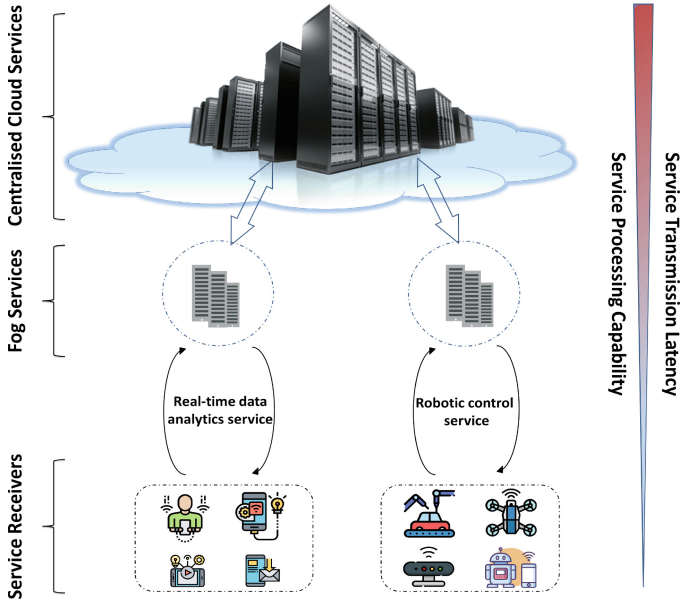 Centralised Cloud Services
Fog Services
Service Receivers
Real-time data
analytics service
Robotic control
service
Service Processing Capability
Service Transmission Latency